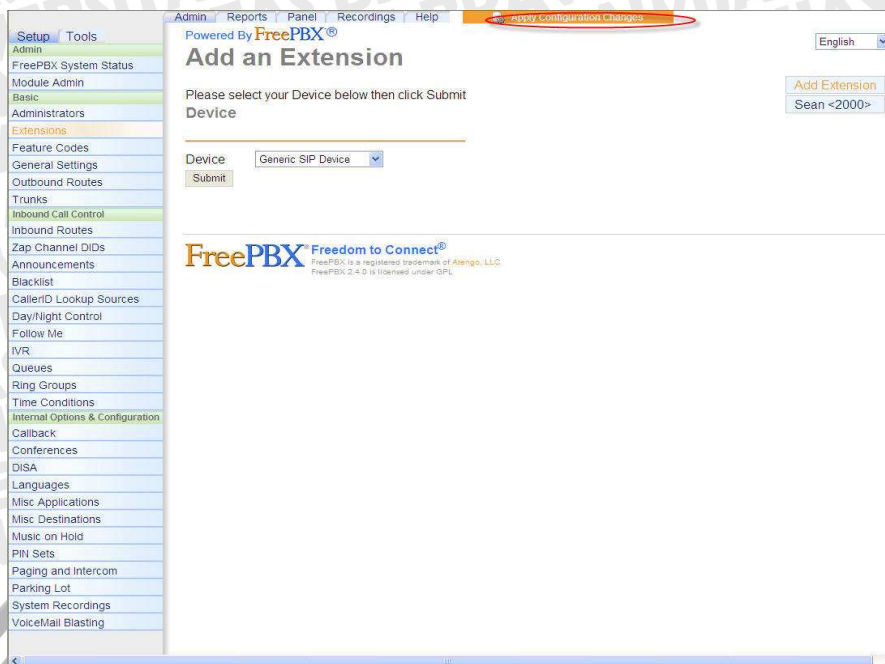 Admin Reports Panel Recordings Help
Apply Configuration Changes
Setup Tools
Admin
FreePBX System Status
Module Admin
Basic
Administrators
Extensions
Feature Codes
General Settings
Outbound Routes
Trunks
Inbound Call Control
Inbound Routes
Zap Channel DIDs
Announcements
Blacklist
CallerID Lookup Sources
Day/Night Control
Follow Me
IVR
Queues
Ring Groups
Time Conditions
Internal Options & Configuration
Callback
Conferences
DISA
Languages
Misc Applications
Misc Destinations
Music on Hold
PIN Sets
Paging and Intercom
Parking Lot
System Recordings
VoiceMail Blasting
Powered By FreePBX®
Add an Extension
Please select your Device below then click Submit
Device
Device Generic SIP Device
Submit
FreePBX® Freedom to Connect®
FreePBX is a registered trademark of Atengo, LLC.
FreePBX 2.4.0 is licensed under GPL
English
Add Extension
Sean <2000>